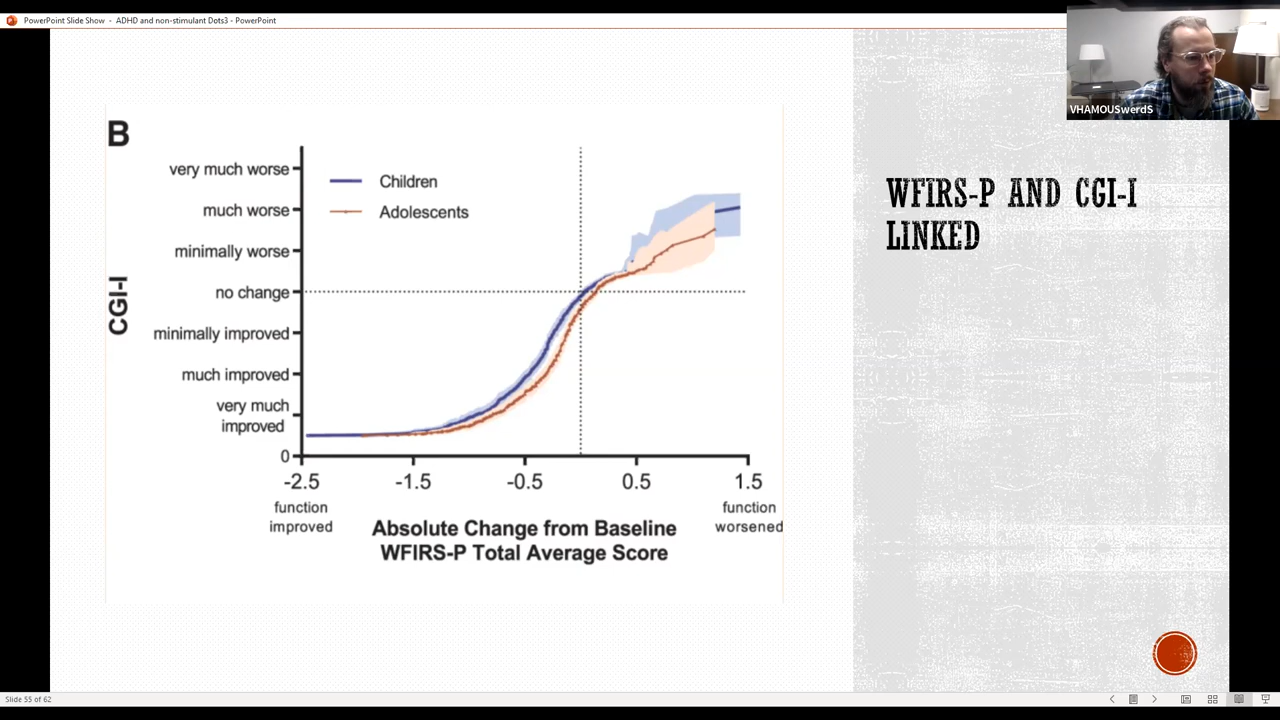 PowerPoint Slide Show - ADHD and non-stimulant Dots3 - PowerPoint
VHAMOUSwerdS
B
very much worse
much worse
minimally worse
no change
minimally improved
much improved
very much
improved
0
CGI-I
Children
Adolescents
-2.5
-1.5
-0.5
0.5
1.5
function
improved
function
worsened
Absolute Change from Baseline
WFIRS-P Total Average Score
WFIRS-P AND CGI-I
LINKED
Slide 55 of 62